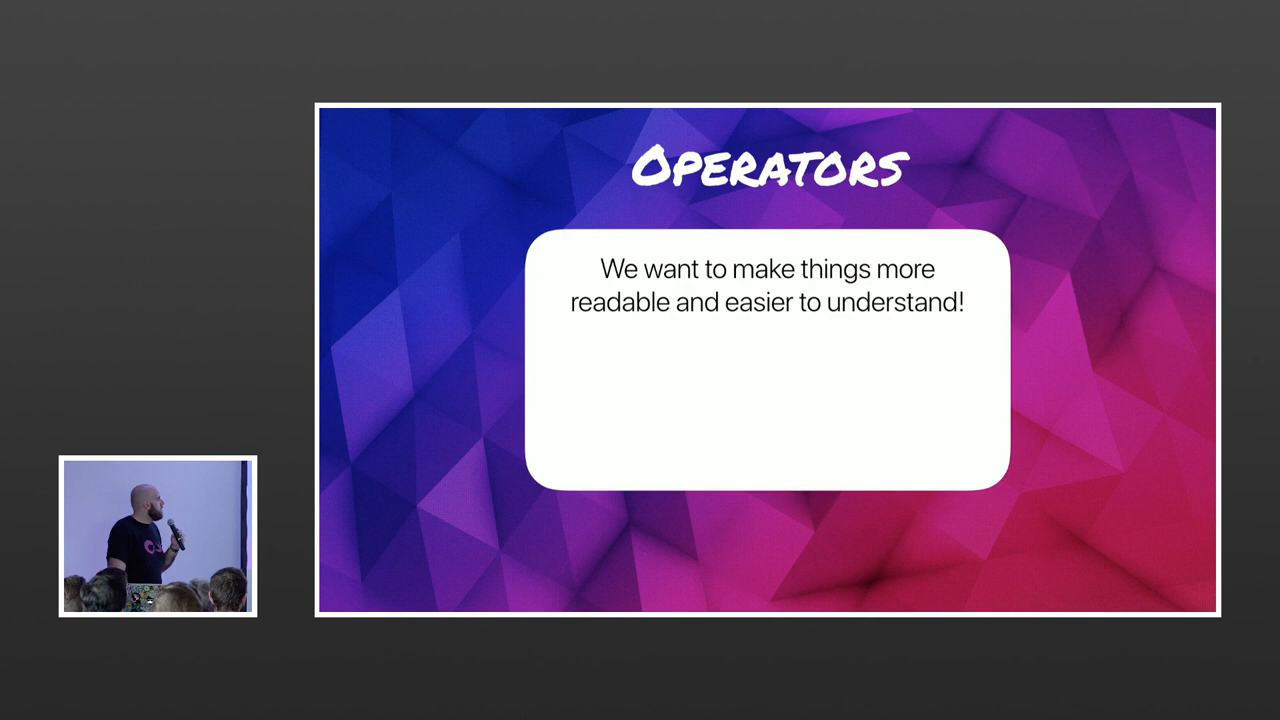 OPERATORS
We want to make things more
readable and easier to understand!